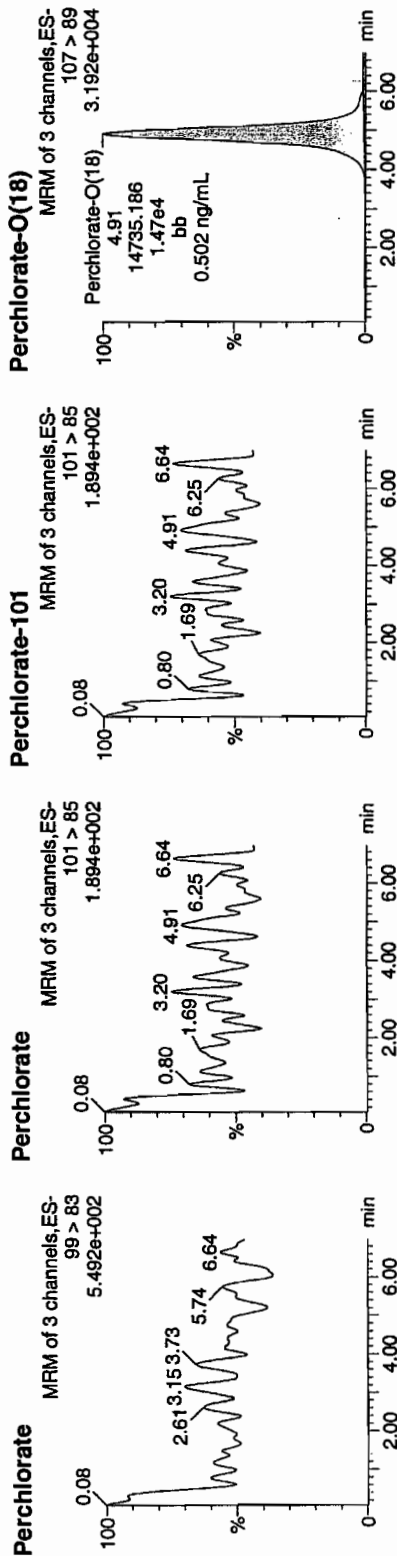 Perchlorate
MRM of 3 channels,ES-
99 > 83
5.492e+002
100
0.08
2.61
3.15
3.73
5.74
6.64
%
0
2.00
4.00
6.00
min
Perchlorate
MRM of 3 channels,ES-
101 > 85
1.894e+002
100
0.08
0.80
1.69
3.20
4.91
6.25
6.64
%
0
2.00
4.00
6.00
min
Perchlorate-101
MRM of 3 channels,ES-
101 > 85
1.894e+002
100
0.08
0.80
1.69
3.20
4.91
6.25
6.64
%
0
2.00
4.00
6.00
min
Perchlorate-O(18)
MRM of 3 channels,ES-
107 > 89
3.192e+004
100
Perchlorate-O(18)
4.91
14735.186
1.47e4
bb
0.502 ng/mL
%
0
2.00
4.00
6.00
min